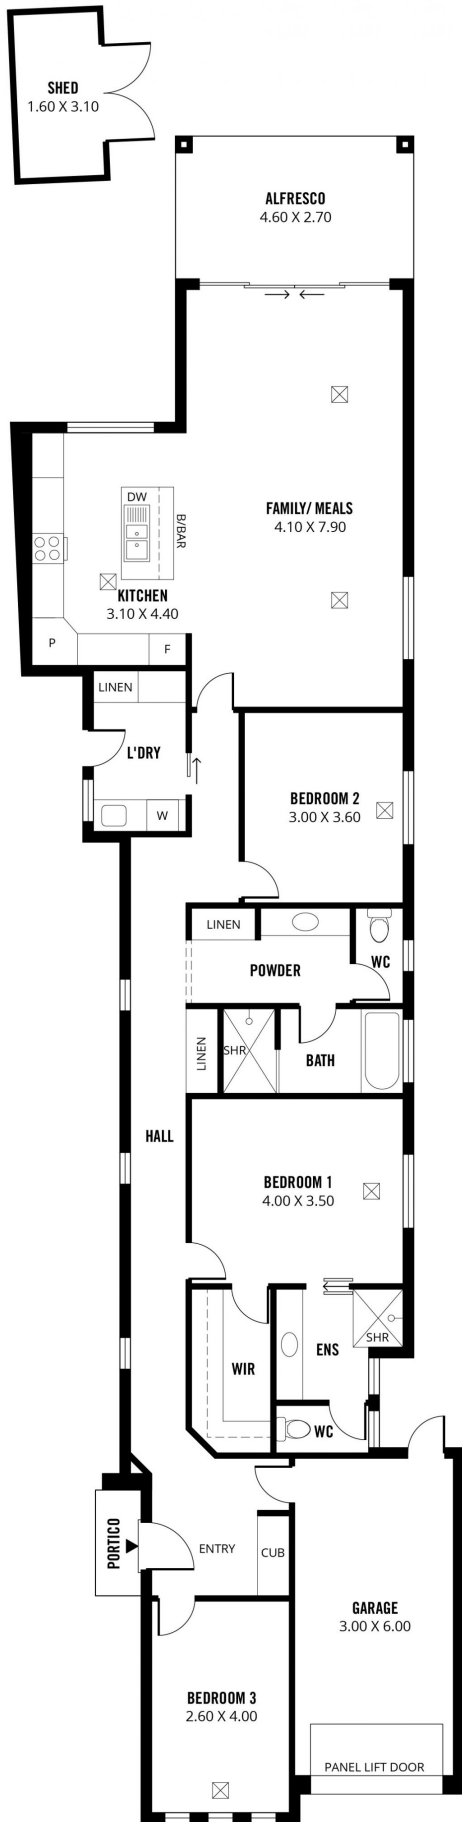 SHED
1.60 X 3.10
ALFRESCO
4.60 X 2.70
DW
B/BAR
FAMILY/ MEALS
4.10 X 7.90
KITCHEN
3.10 X 4.40
P
F
LINEN
L'DRY
W
BEDROOM 2
3.00 X 3.60
LINEN
POWDER
WC
LINEN
SHR
BATH
HALL
BEDROOM 1
4.00 X 3.50
WIR
ENS
SHR
WC
PORTICO
ENTRY
CUB
GARAGE
3.00 X 6.00
BEDROOM 3
2.60 X 4.00
PANEL LIFT DOOR